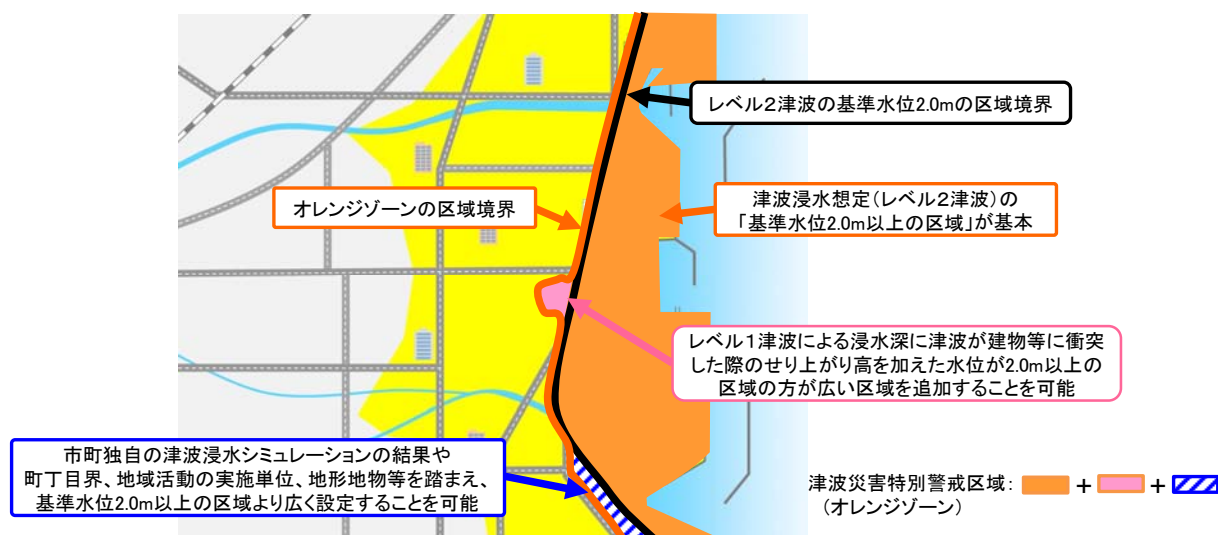 レベル２津波の基準水位2.0mの区域境界
オレンジゾーンの区域境界
津波浸水想定（レベル２津波）の
「基準水位2.0m以上の区域」が基本
レベル１津波による浸水深に津波が建物等に衝突
した際のせり上がり高を加えた水位が2.0m以上の
区域の方が広い区域を追加することを可能
市町独自の津波浸水シミュレーションの結果や
町丁目界、地域活動の実施単位、地形地物等を踏まえ、
基準水位2.0m以上の区域より広く設定することを可能
津波災害特別警戒区域： + +
（オレンジゾーン）